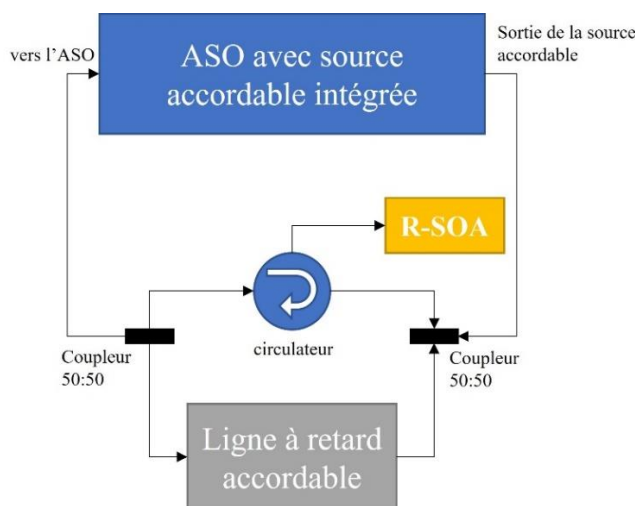 vers l'ASO
ASO avec source
accordable intégrée
Sortie de la source
accordable
R-SOA
circulateur
Coupleur
50:50
Coupleur
50:50
Ligne à retard
accordable